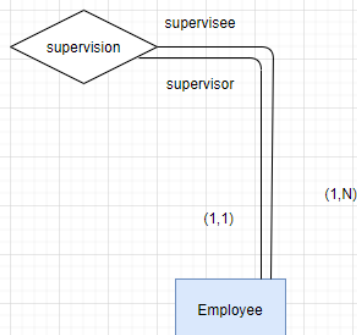 supervisee
supervision
supervisor
(1,N)
(1,1)
Employee